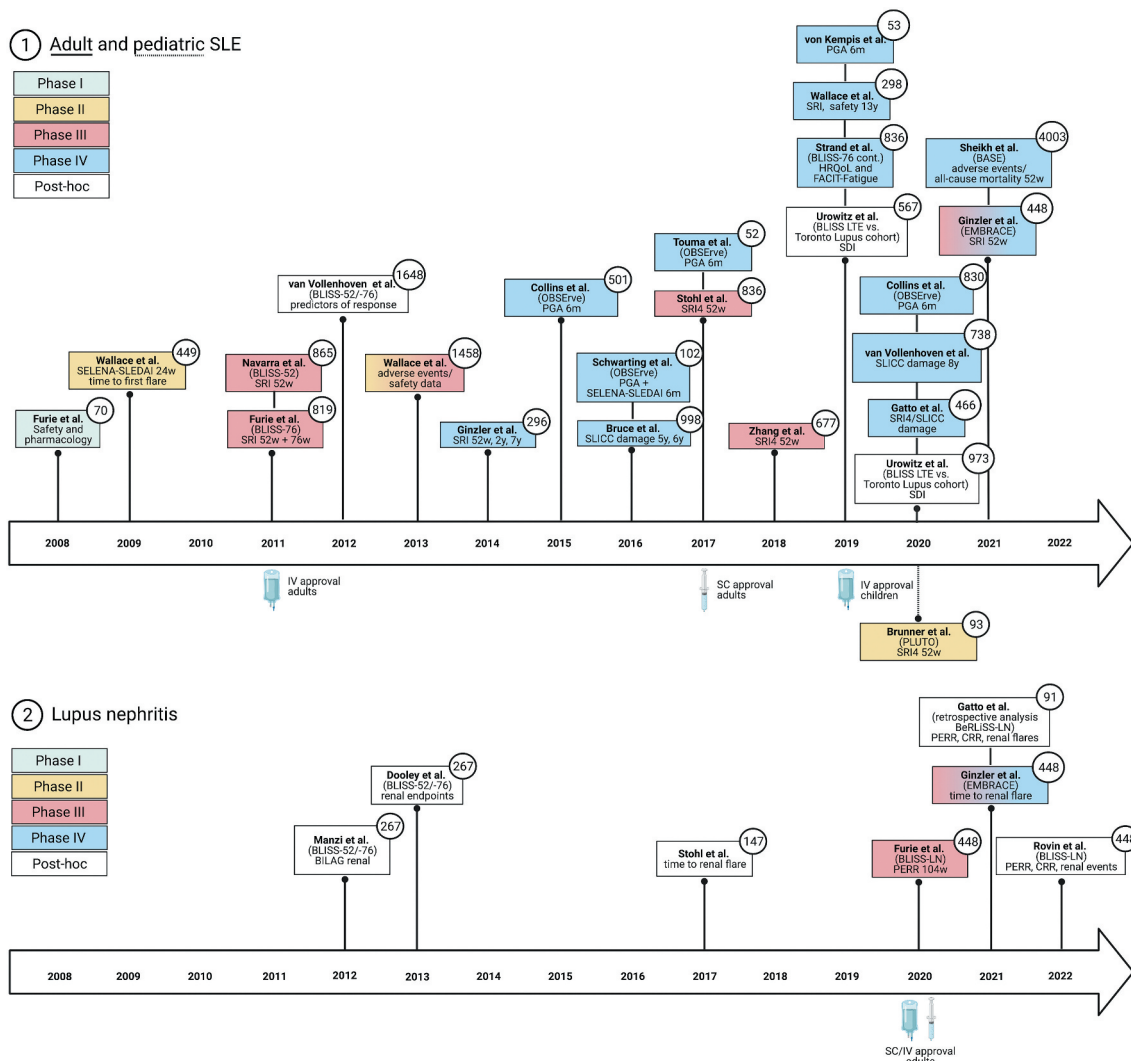 1 Adult and pediatric SLE
Phase I
Phase II
Phase III
Phase IV
Post-hoc
Furie et al.
Safety and
pharmacology
70
Wallace et al.
SELENA-SLEDAI 24w
time to first flare
449
Navarra et al.
(BLISS-52)
SRI 52w
865
Furie et al.
(BLISS-76)
SRI 52w + 76w
819
van Vollenhoven et al.
(BLISS-52/-76)
predictors of response
1648
Wallace et al.
adverse events/
safety data
1458
Ginzler et al.
SRI 52w, 2y, 7y
296
Collins et al.
(OBSErve)
PGA 6m
501
Schwarting et al.
(OBSErve)
PGA +
SELENA-SLEDAI 6m
102
Bruce et al.
SLICC damage 5y, 6y
998
Touma et al.
(OBSErve)
PGA 6m
52
Stohl et al.
SRI4 52w
836
Zhang et al.
SRI4 52w
677
von Kempis et al.
PGA 6m
53
Wallace et al.
SRI, safety 13y
298
Strand et al.
(BLISS-76 cont.)
HRQoL and
FACIT-Fatigue
836
Urowitz et al.
(BLISS LTE vs.
Toronto Lupus cohort)
SDI
567
Collins et al.
(OBSErve)
PGA 6m
830
van Vollenhoven et al.
SLICC damage 8y
738
Gatto et al.
SRI4/SLICC
damage
466
Urowitz et al.
(BLISS LTE vs.
Toronto Lupus cohort)
SDI
973
Sheikh et al.
(BASE)
adverse events/
all-cause mortality 52w
4003
Ginzler et al.
(EMBRACE)
SRI 52w
448
2008 2009 2010 2011 2012 2013 2014 2015 2016 2017 2018 2019 2020 2021 2022
IV approval
adults
SC approval
adults
IV approval
children
Brunner et al.
(PLUTO)
SRI4 52w
93
2 Lupus nephritis
Phase I
Phase II
Phase III
Phase IV
Post-hoc
Manzi et al.
(BLISS-52/-76)
BILAG renal
267
Dooley et al.
(BLISS-52/-76)
renal endpoints
267
Stohl et al.
time to renal flare
147
Furie et al.
(BLISS-LN)
PERR 104w
448
Gatto et al.
(retrospective analysis
BeRLiSS-LN)
PERR, CRR, renal flares
91
Ginzler et al.
(EMBRACE)
time to renal flare
448
Rovin et al.
(BLISS-LN)
PERR, CRR, renal events
448
2008 2009 2010 2011 2012 2013 2014 2015 2016 2017 2018 2019 2020 2021 2022
SC/IV approval
adults